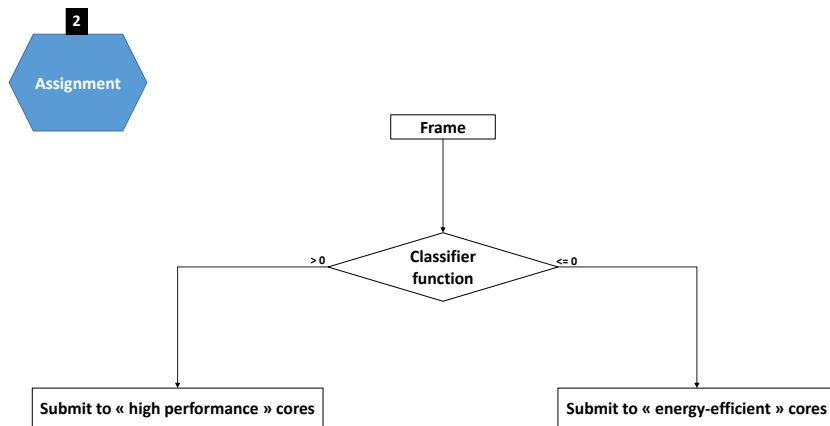 2
Assignment
Frame
Classifier
function
> 0
<= 0
Submit to « high performance » cores
Submit to « energy-efficient » cores